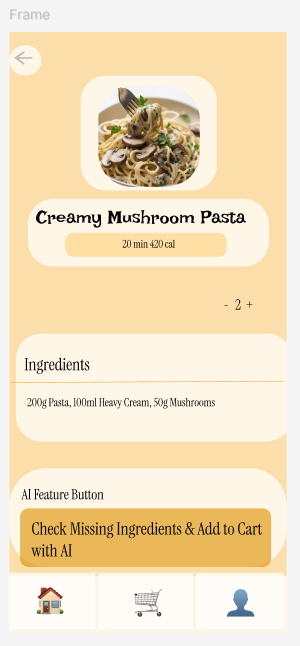 Frame
Creamy Mushroom Pasta
20 min 420 cal
- 2 +
Ingredients
200g Pasta, 100ml Heavy Cream, 50g Mushrooms
AI Feature Button
Check Missing Ingredients & Add to Cart
with AI